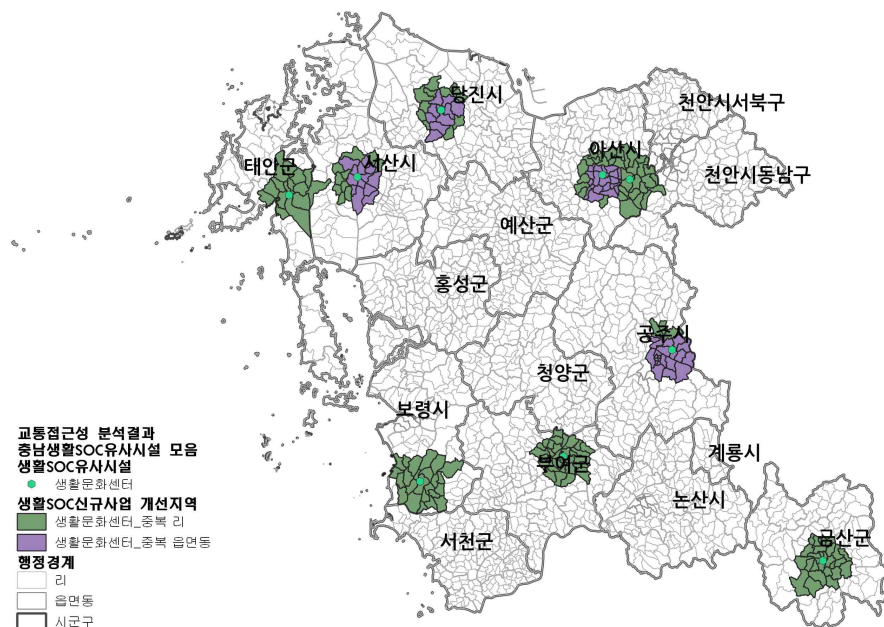 당진시
천안시서북구
아산시
태안군
서산시
천안시동남구
예산군
홍성군
공주시
청양군
보령시
계룡시
부여군
논산시
서천군
금산군
교통접근성 분석결과
충남생활SOC유사시설 모음
생활SOC유사시설
생활문화센터
생활SOC신규사업 개선지역
생활문화센터_중복 리
생활문화센터_중복 읍면동
행정경계
리
읍면동
시군구